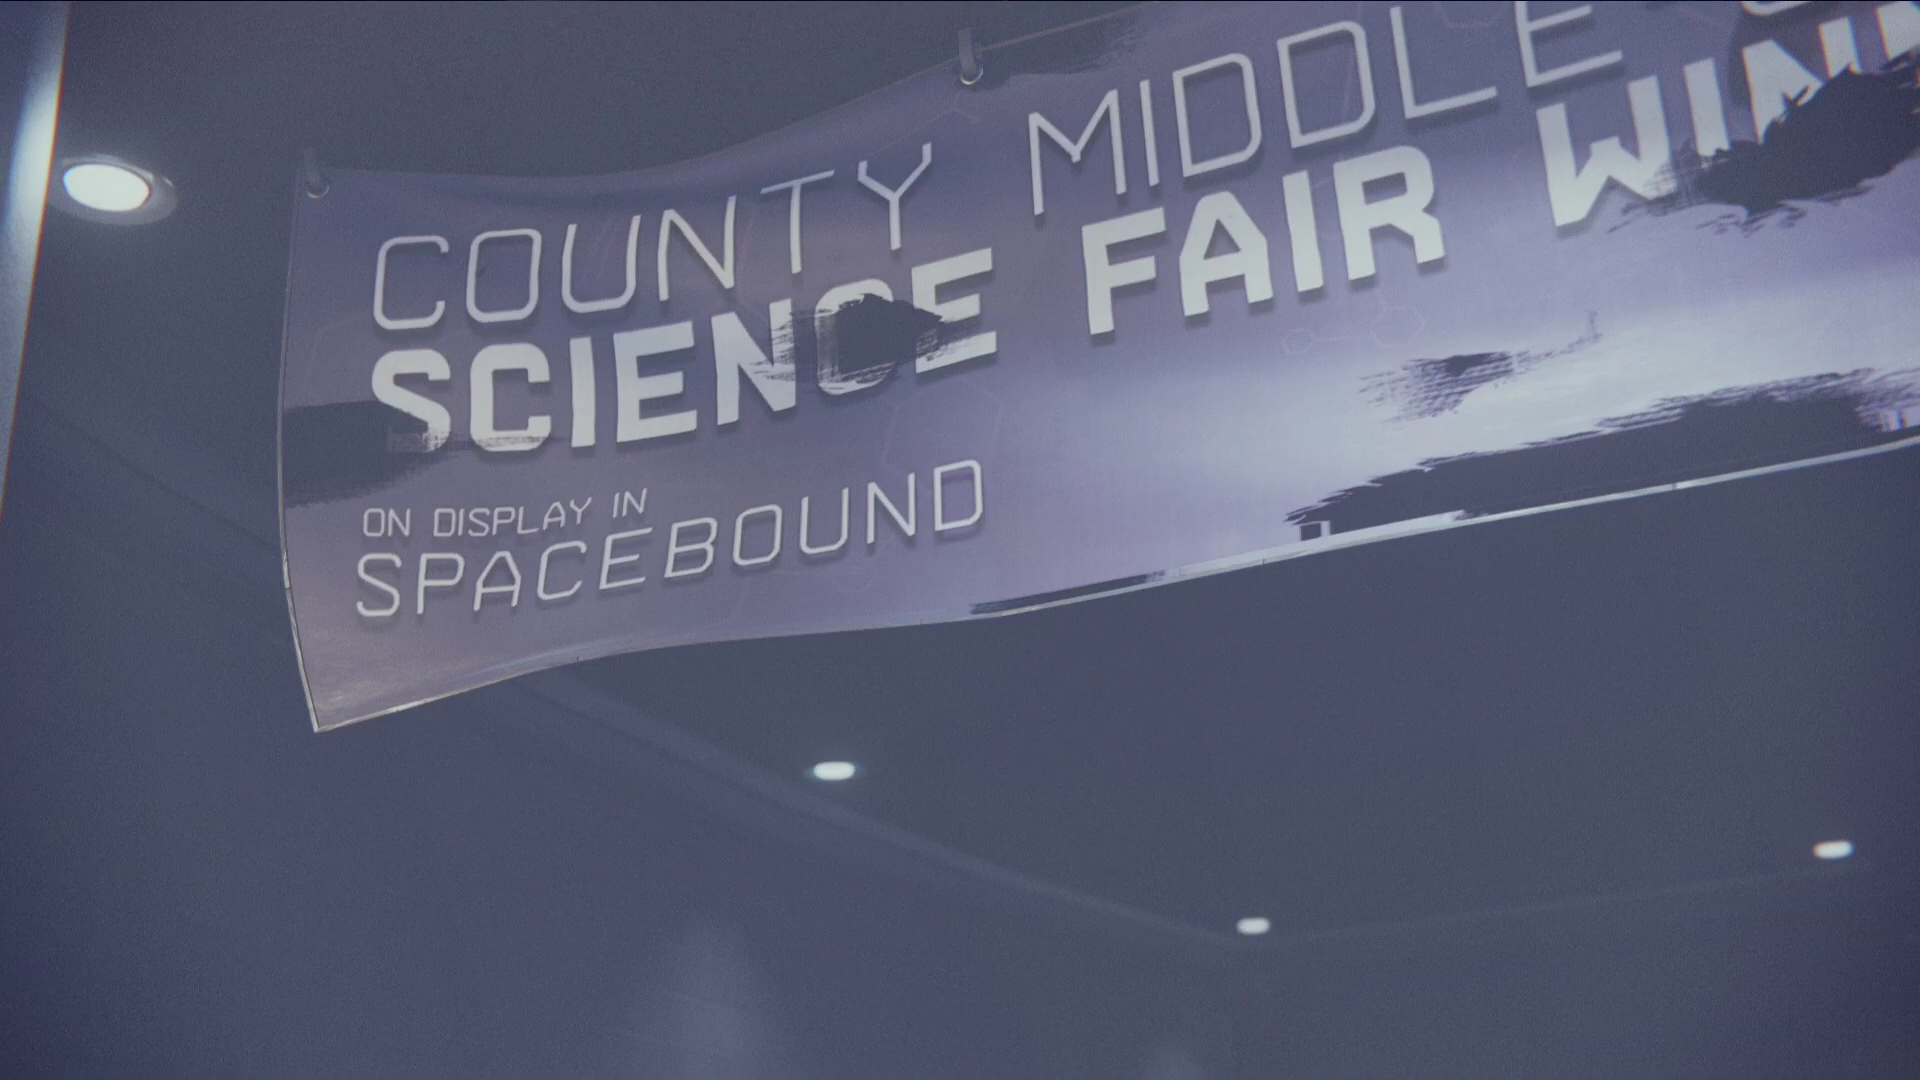 COUNTY MIDDLE
SCIENCE FAIR
ON DISPLAY IN
SPACEBOUND